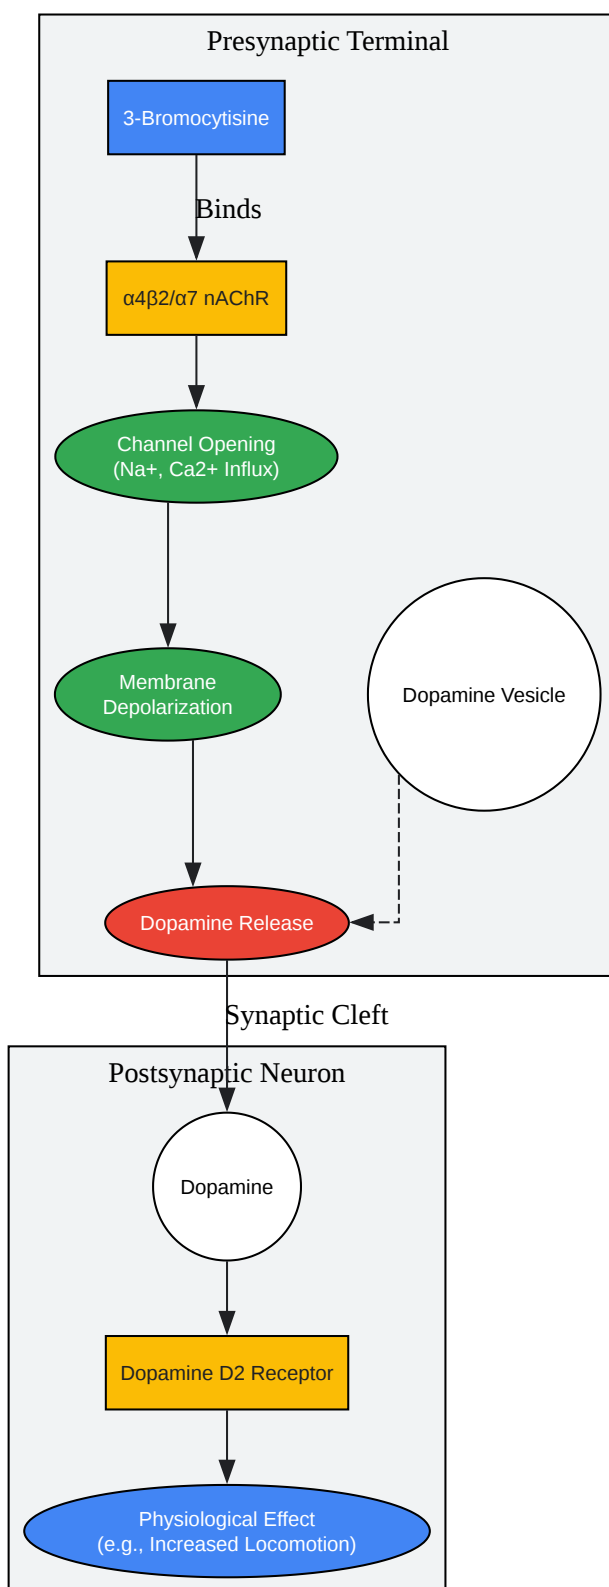 Presynaptic Terminal
3-Bromocytisine
Binds
α4β2/α7 nAChR
Channel Opening
(Na+, Ca2+ Influx)
Membrane
Depolarization
Dopamine Vesicle
Dopamine Release
Synaptic Cleft
Postsynaptic Neuron
Dopamine
Dopamine D2 Receptor
Physiological Effect
(e.g., Increased Locomotion)